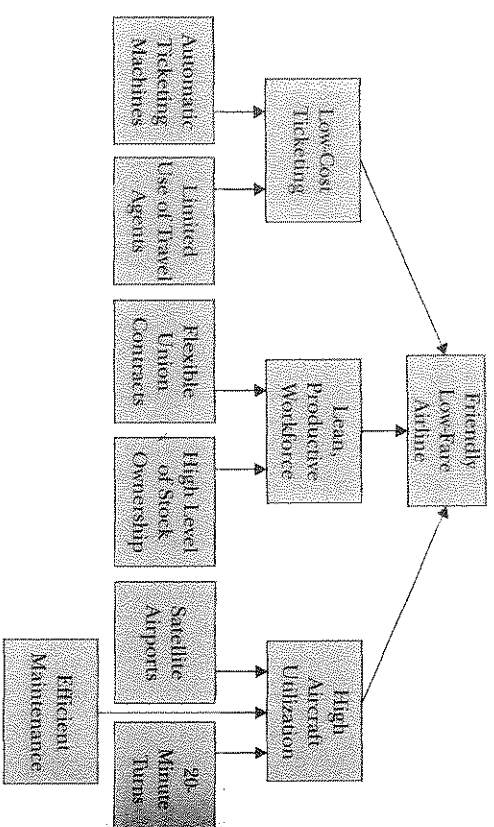 Friendly
Low-Fare
Airline
Low-Cost
Ticketing
Lean,
Productive
Workforce
High
Aircraft
Utilization
Automatic
Ticketing
Machines
Limited
Use of Travel
Agents
Flexible
Union
Contracts
High Level
of Stock
Ownership
Satellite
Airports
20-
Minute
Turns
Efficient
Maintenance